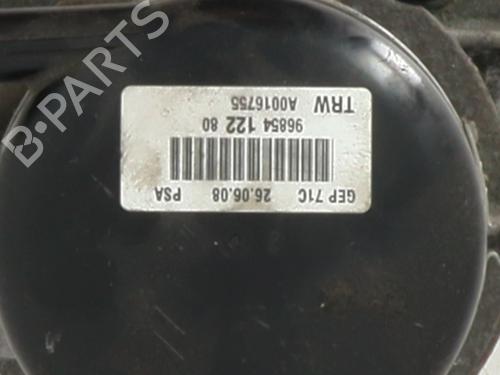 GEP 71C 26.06.08 PSA
96854 122 80
TRW A0016755
B-PARTS